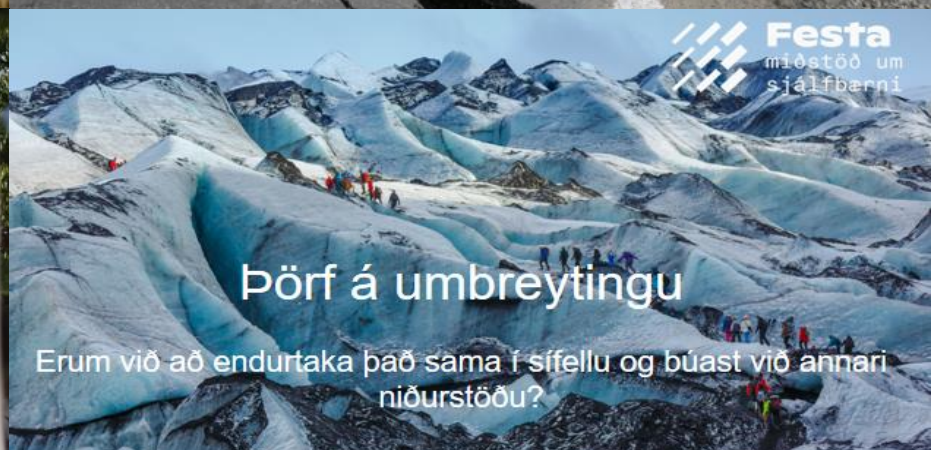 Festa
miðstöð um
sjálfbærni
Þörf á umbreytingu
Erum við að endurtaka það sama í sífellu og búast við annari
niðurstöðu?